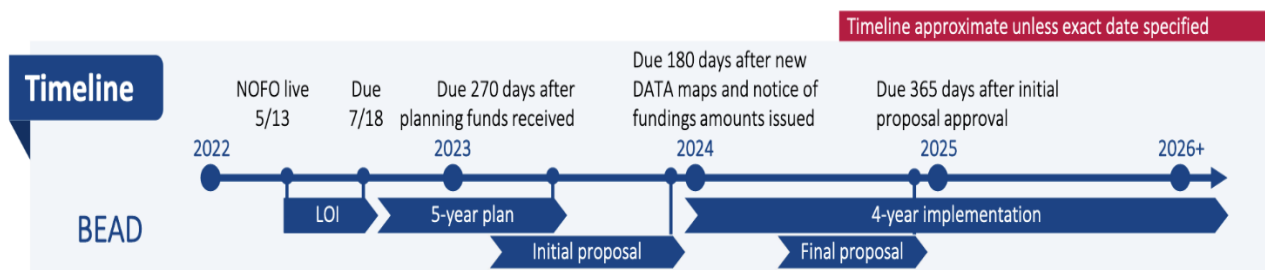 Timeline approximate unless exact date specified
Timeline
NOFO live
5/13
Due
7/18
Due 270 days after
planning funds received
Due 180 days after new
DATA maps and notice of
fundings amounts issued
Due 365 days after initial
proposal approval
2022
2023
2024
2025
2026+
BEAD
LOI
5-year plan
4-year implementation
Initial proposal
Final proposal